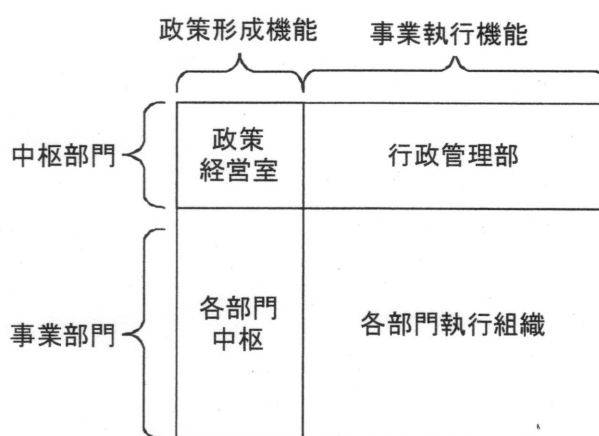 政策形成機能 事業執行機能
中枢部門
政策
経営室
行政管理部
事業部門
各部門
中枢
各部門執行組織